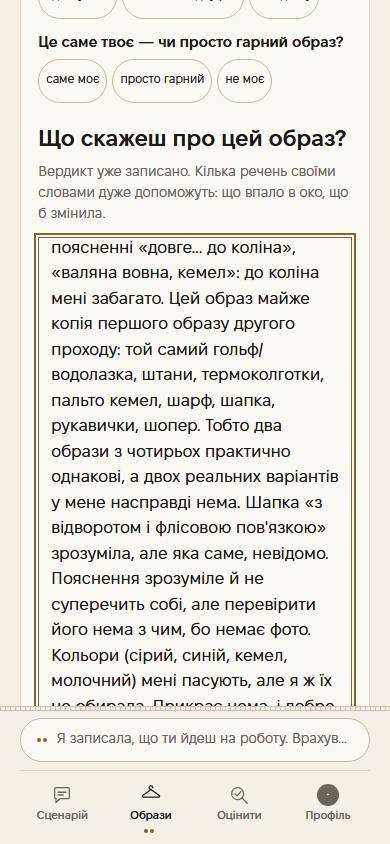 Це саме твоє — чи просто гарний образ?
саме моє
просто гарний
не моє
Що скажеш про цей образ?
Вердикт уже записано. Кілька речень своїми
словами дуже допоможуть: що впало в око, що
б змінила.
поясненні «довге… до коліна»,
«валяна вовна, кемел»: до коліна
мені забагато. Цей образ майже
копія першого образу другого
проходу: той самий гольф/
водолазка, штани, термоколготки,
пальто кемел, шарф, шапка,
рукавички, шопер. Тобто два
образи з чотирьох практично
однакові, а двох реальних варіантів
у мене насправді нема. Шапка «з
відворотом і флісовою пов'язкою»
зрозуміла, але яка саме, невідомо.
Пояснення зрозуміле й не
суперечить собі, але перевірити
його нема з чим, бо немає фото.
Кольори (сірий, синій, кемел,
молочний) мені пасують, але я ж їх
не обирала. Прикрас нема, і добре
Я записала, що ти йдеш на роботу. Врахув…
Сценарій
Образи
Оцінити
Профіль